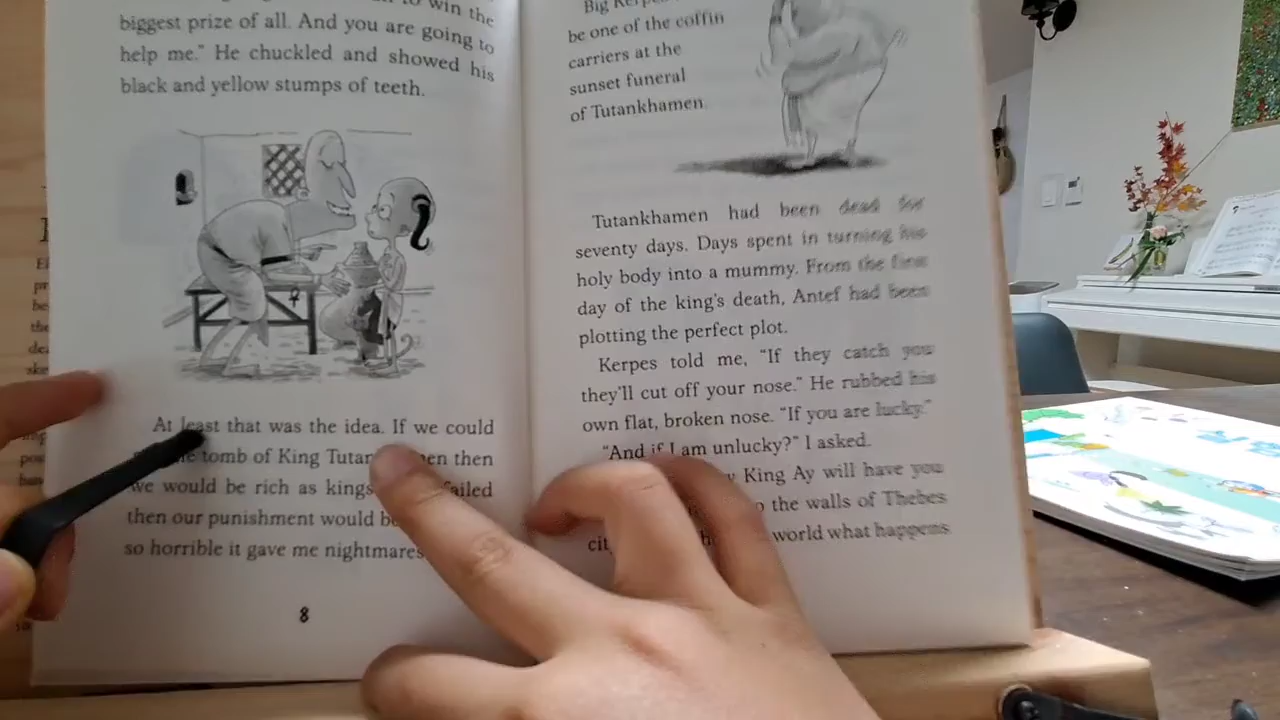 to win the
biggest prize of all. And you are going to
help me." He chuckled and showed his
black and yellow stumps of teeth.
At least that was the idea. If we could
tomb of King then
we would be rich as kings failed
then our punishment would
so horrible it gave me nightmares
8
Big
be one of the coffin
carriers at the
sunset funeral
of Tutankhamen.
Tutankhamen had been dead for
seventy days. Days spent in turning his
holy body into a mummy. From the first
day of the king's death, Antef had been
plotting the perfect plot.
Kerpes told me, "If they catch you
they'll cut off your nose." He rubbed his
own flat, broken nose. "If you are lucky."
"And if I am unlucky?" I asked.
King Ay will have you
the walls of Thebes
world what happens